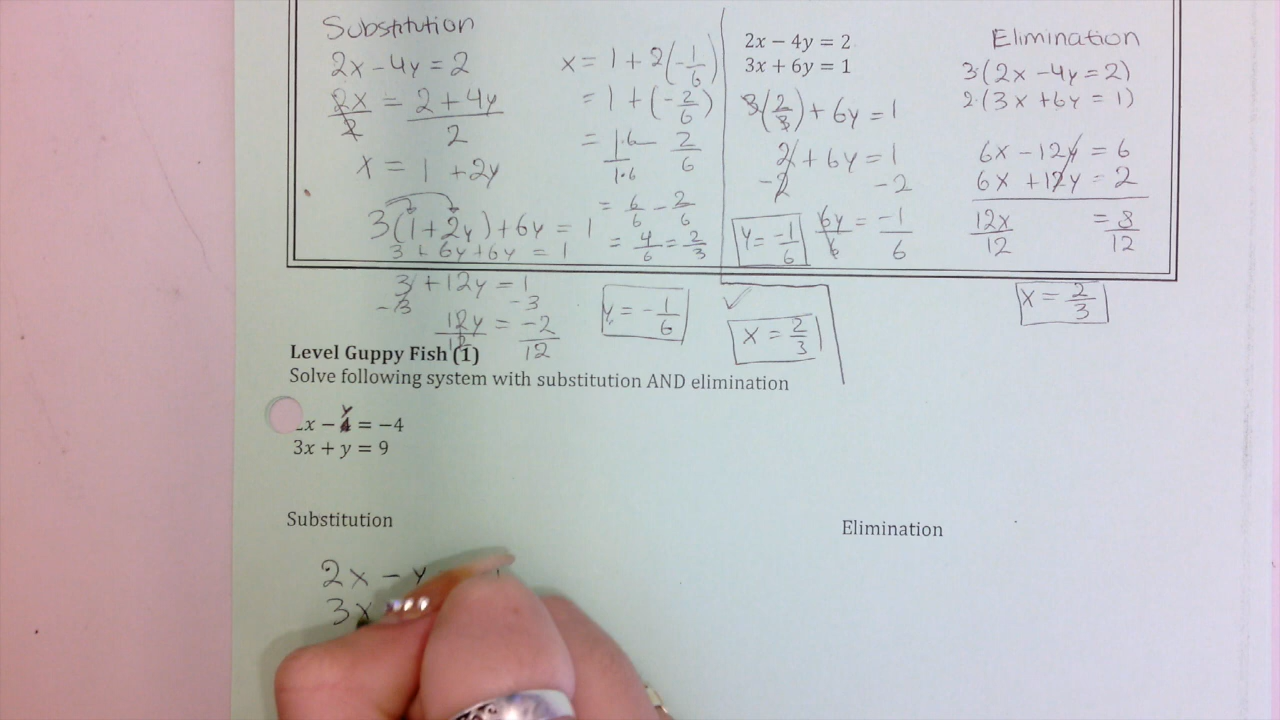 Substitution
2x - 4y = 2
2x = 2 + 4y
2 2
x = 1 + 2y
3(1 + 2y) + 6y = 1
3 + 6y + 6y = 1
3 + 12y = 1
-3 -3
12y = -2
12 12
x = 1 + 2(-1/6)
= 1 + (-2/6)
= 1·6 2
1·6 6
= 6/6 - 2/6
= 4/6 = 2/3
y = -1/6
2x − 4y = 2
3x + 6y = 1
3(2/3) + 6y = 1
2 + 6y = 1
-2 -2
6y = -1
6 6
y = -1/6
x = 2/3
Elimination
3(2x - 4y = 2)
2(3x + 6y = 1)
6x - 12y = 6
6x + 12y = 2
12x = 8
12 12
x = 2/3
Level Guppy Fish (1)
Solve following system with substitution AND elimination
x − y = −4
3x + y = 9
Substitution
Elimination
2x - y
3x